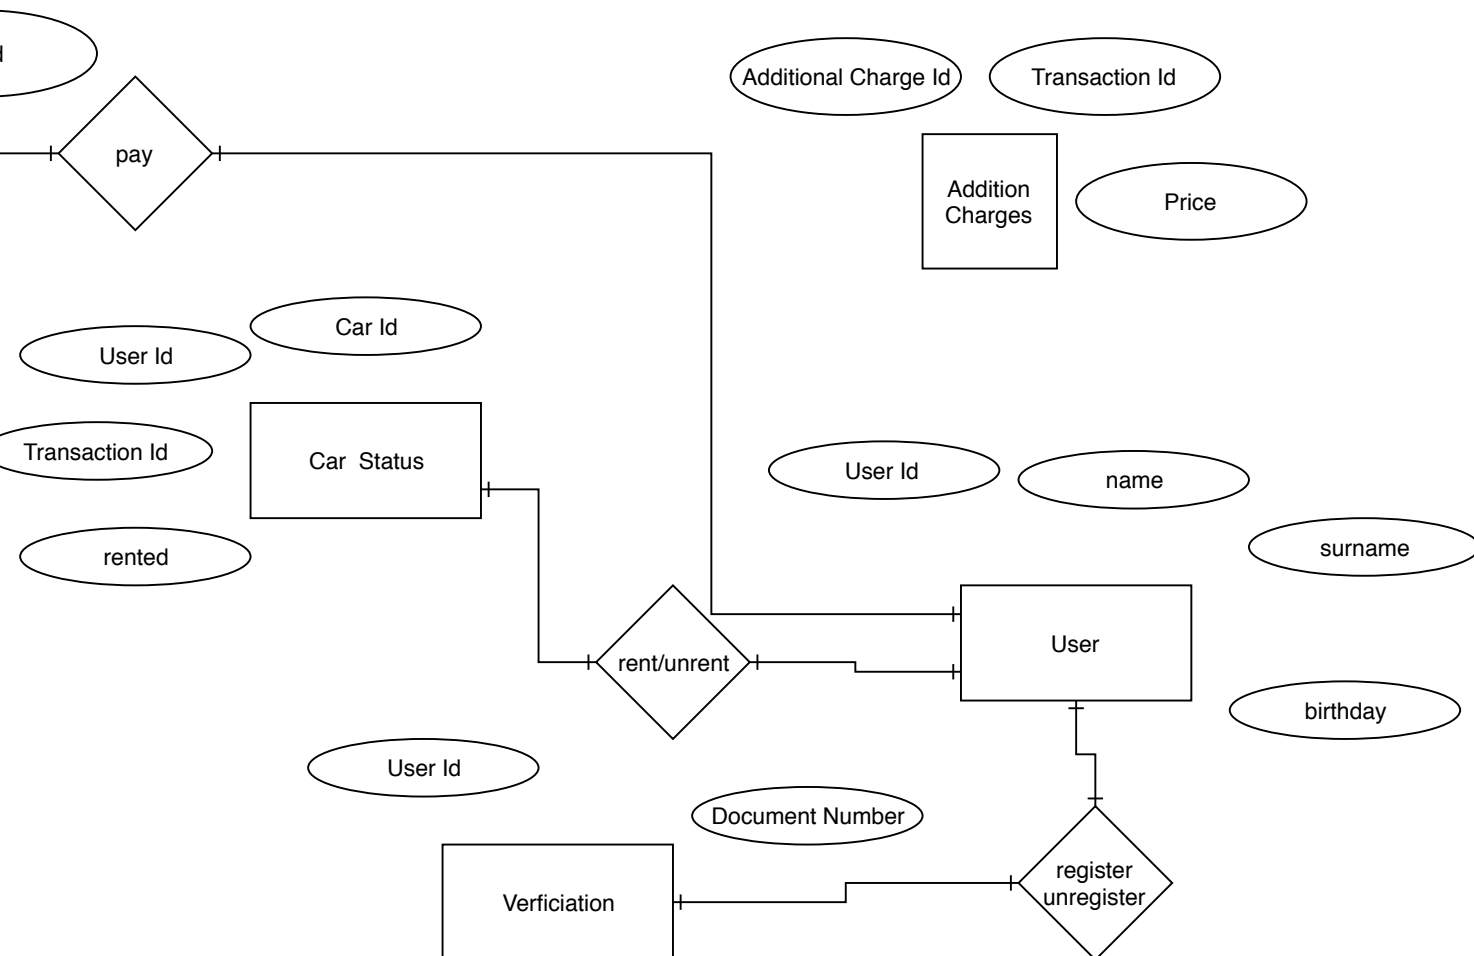 Additional Charge Id
Transaction Id
pay
Addition
Charges
Price
Car Id
User Id
Transaction Id
Car  Status
User Id
name
rented
surname
rent/unrent
User
birthday
User Id
Document Number
register
unregister
Verficiation